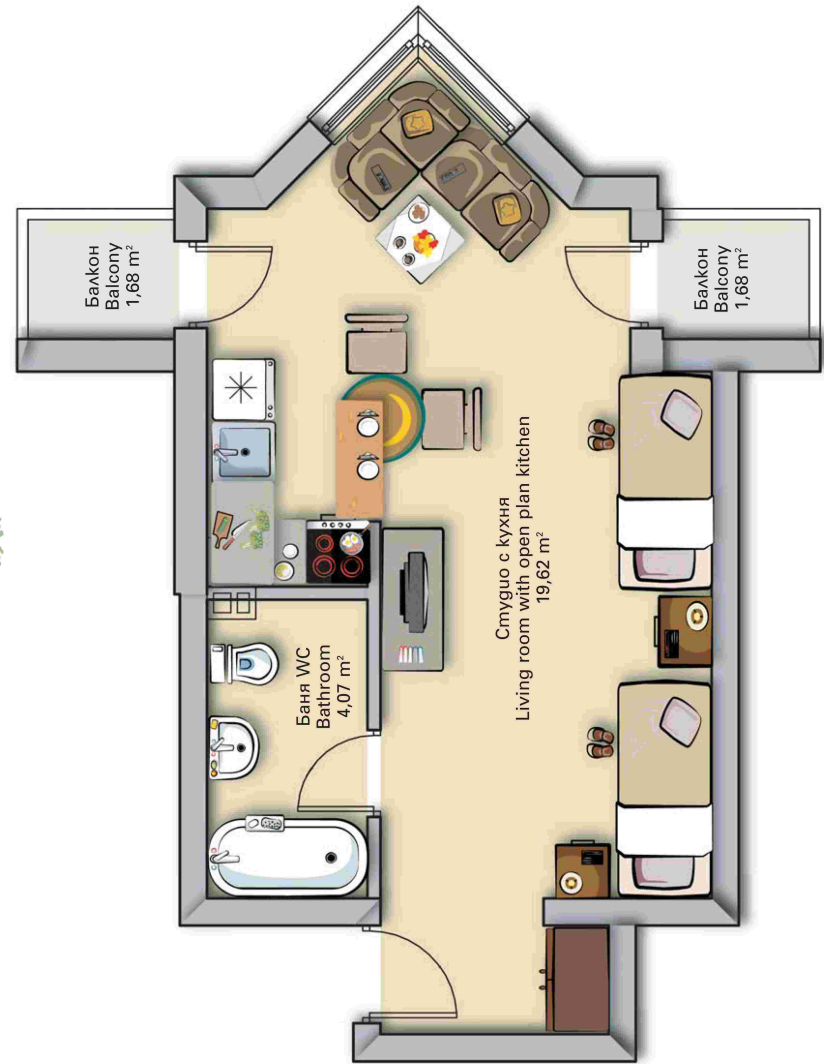 Балкон
Balcony
1,68 m²
Балкон
Balcony
1,68 m²
Студио с кухня
Living room with open plan kitchen
19,62 m²
Баня WC
Bathroom
4,07 m²